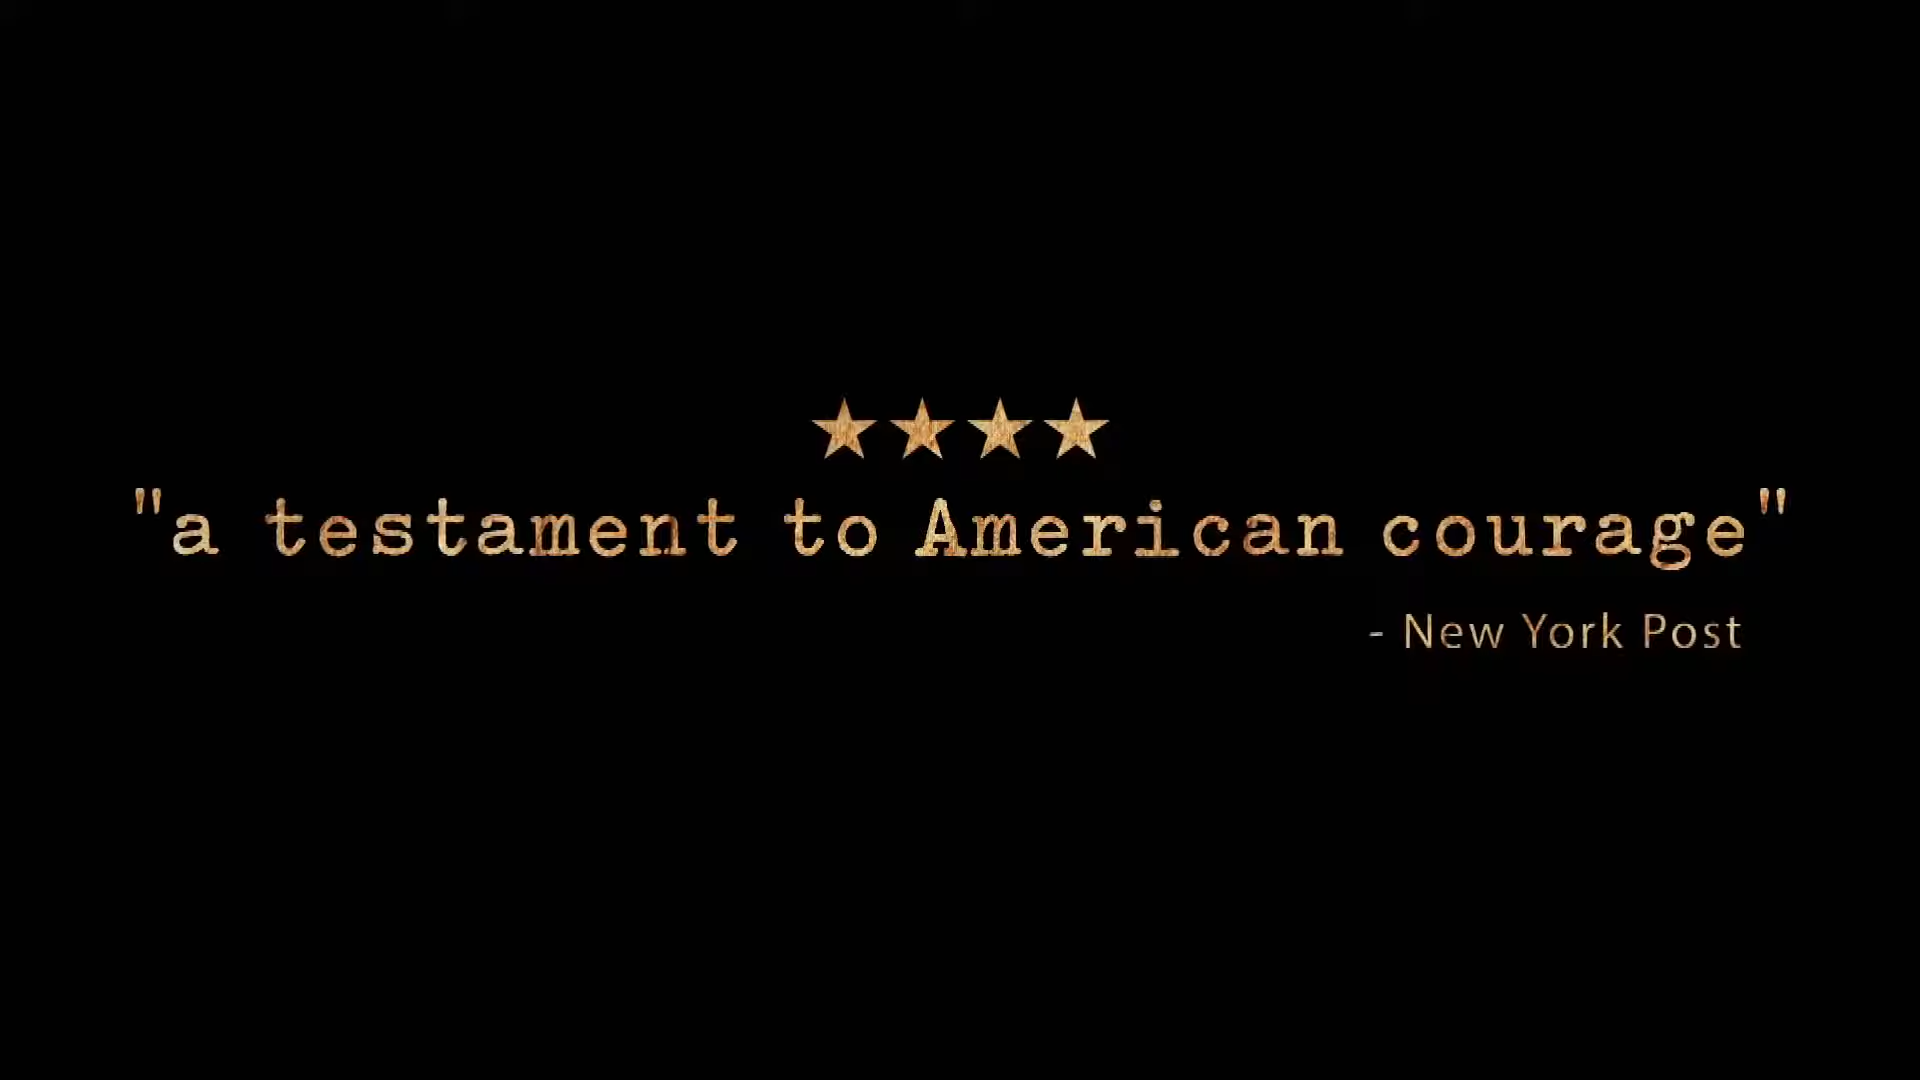 ★★★★
"a testament to American courage"
- New York Post